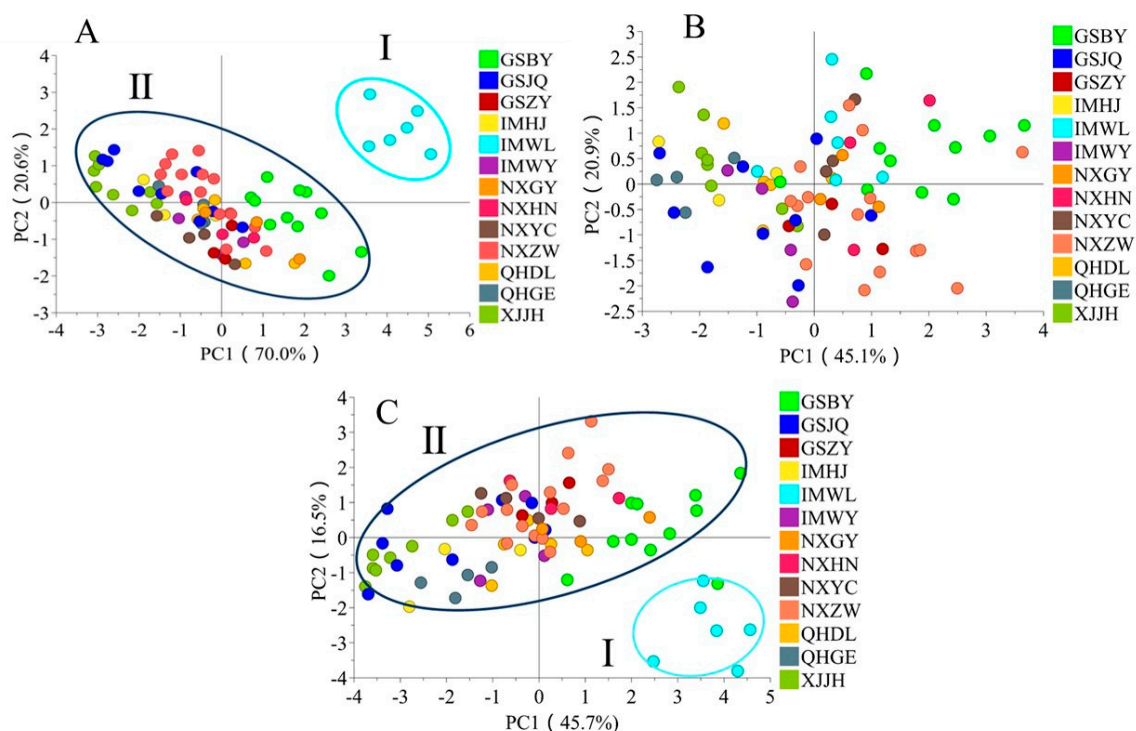 A
I
II
4
3
2
1
0
-1
-2
-3
-4
-3
-2
-1
0
1
2
3
4
5
6
PC2 ( 20.6% )
PC1 ( 70.0% )
GSBY
GSJQ
GSZY
IMHJ
IMWL
IMWY
NXGY
NXHN
NXYC
NXZW
QHDL
QHGE
XJJH
B
3
2.5
2
1.5
1
0.5
0
-0.5
-1
-1.5
-2
-2.5
-3
-2
-1
0
1
2
3
4
PC2 ( 20.9% )
PC1 ( 45.1% )
GSBY
GSJQ
GSZY
IMHJ
IMWL
IMWY
NXGY
NXHN
NXYC
NXZW
QHDL
QHGE
XJJH
C
II
I
4
3
2
1
0
-1
-2
-3
-4
-4
-3
-2
-1
0
1
2
3
4
5
PC2 ( 16.5% )
PC1 ( 45.7%)
GSBY
GSJQ
GSZY
IMHJ
IMWL
IMWY
NXGY
NXHN
NXYC
NXZW
QHDL
QHGE
XJJH